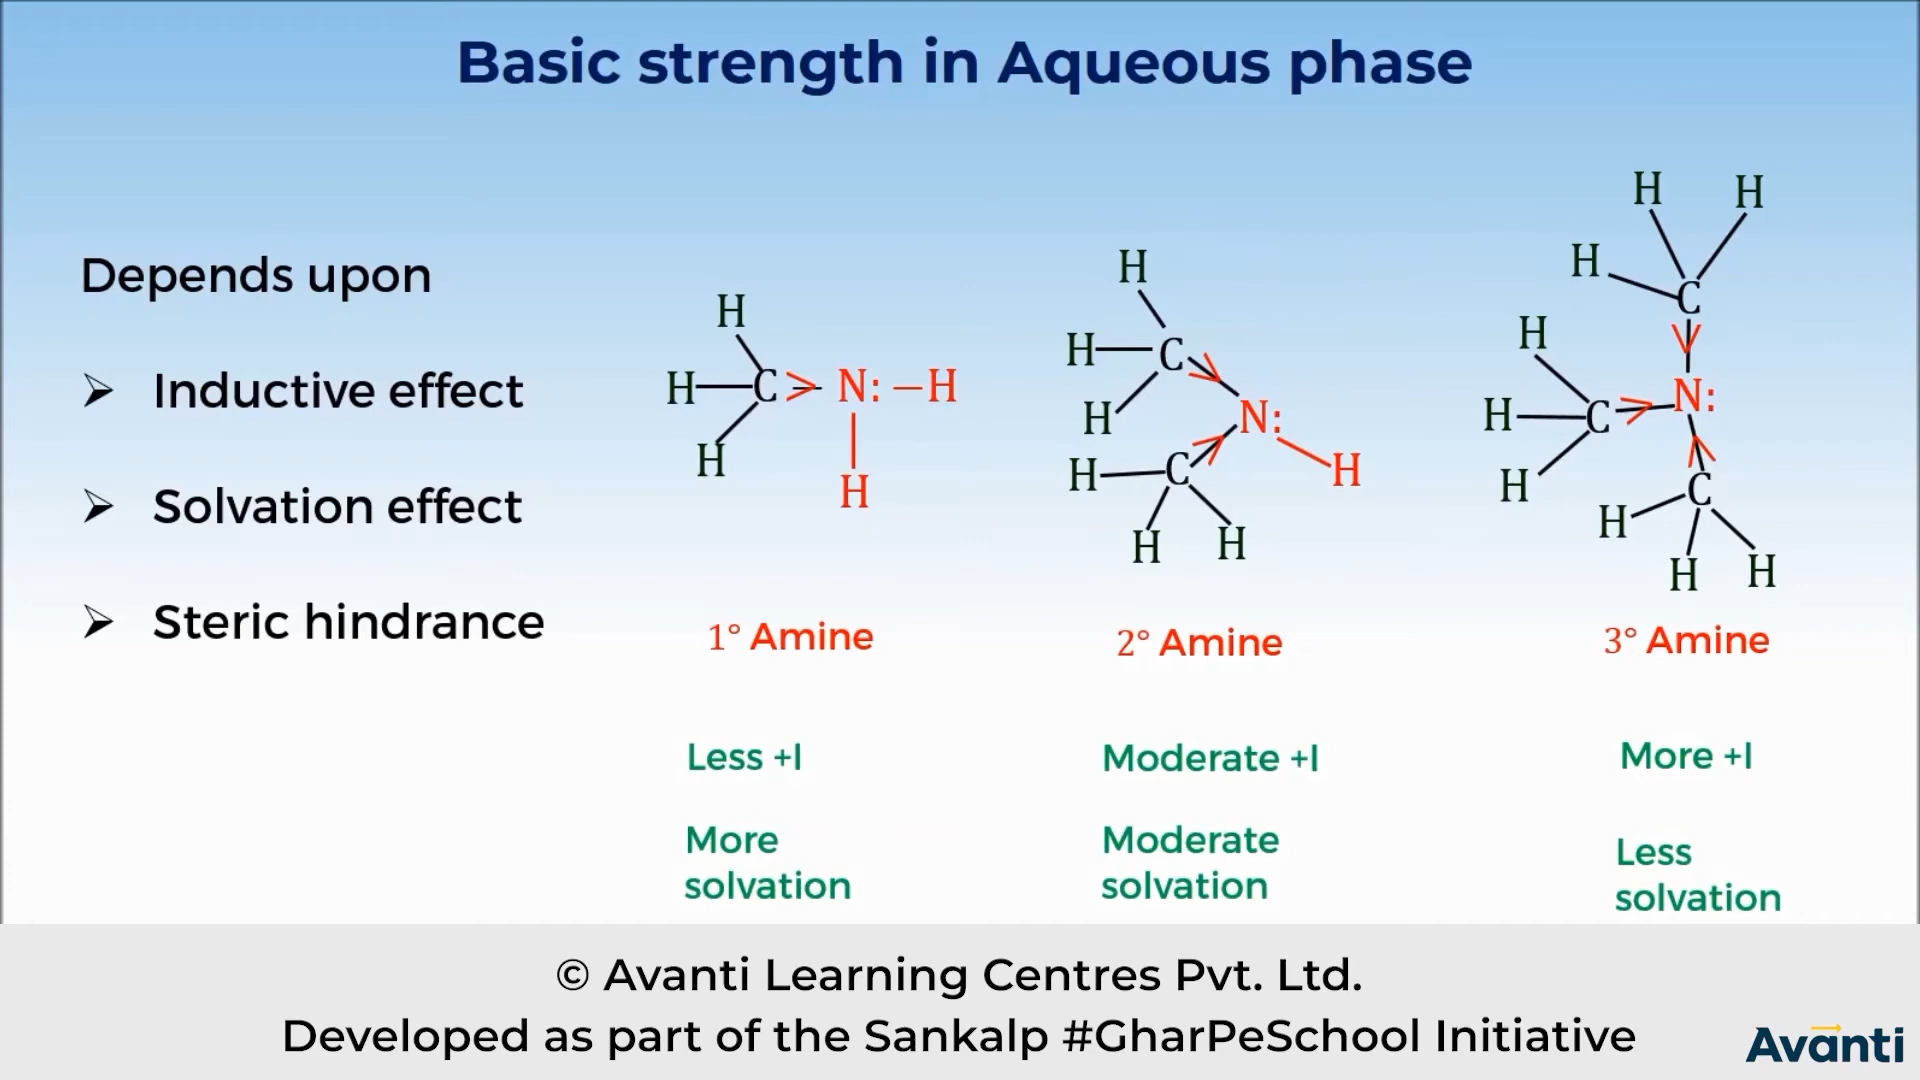 Basic strength in Aqueous phase
Depends upon
➢ Inductive effect
➢ Solvation effect
➢ Steric hindrance
H
H C > N: H
H
H
1° Amine
H
H C
H
N:
H
H C
H H
2° Amine
H H
H
C
H
H C N:
H
C
H
H H
3° Amine
Less +I
Moderate +I
More +I
More
solvation
Moderate
solvation
Less
solvation
© Avanti Learning Centres Pvt. Ltd.
Developed as part of the Sankalp #GharPeSchool Initiative
Avanti